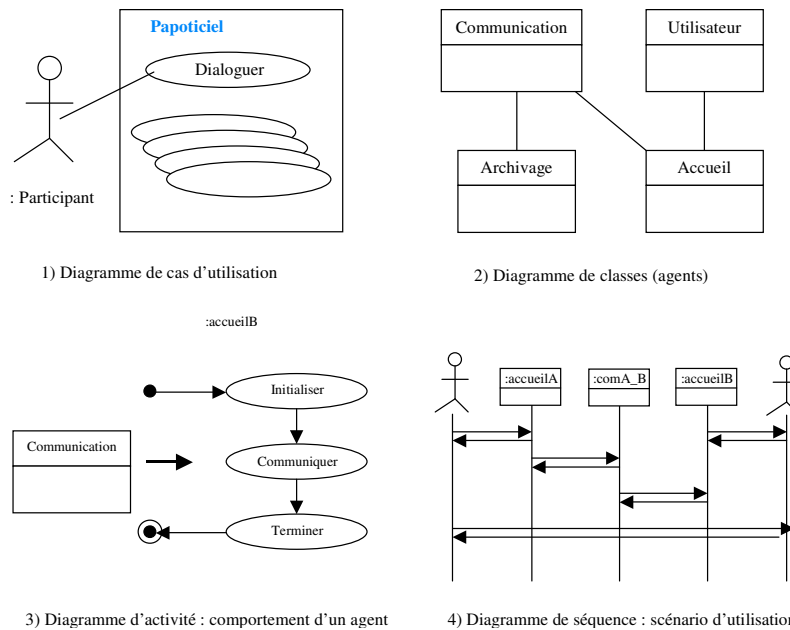 Papoticiel
Dialoguer
: Participant
1) Diagramme de cas d’utilisation
Communication
Utilisateur
Archivage
Accueil
2) Diagramme de classes (agents)
:accueilB
Initialiser
Communication
Communiquer
Terminer
3) Diagramme d’activité : comportement d’un agent
:accueilA
:comA_B
:accueilB
4) Diagramme de séquence : scénario d’utilisation